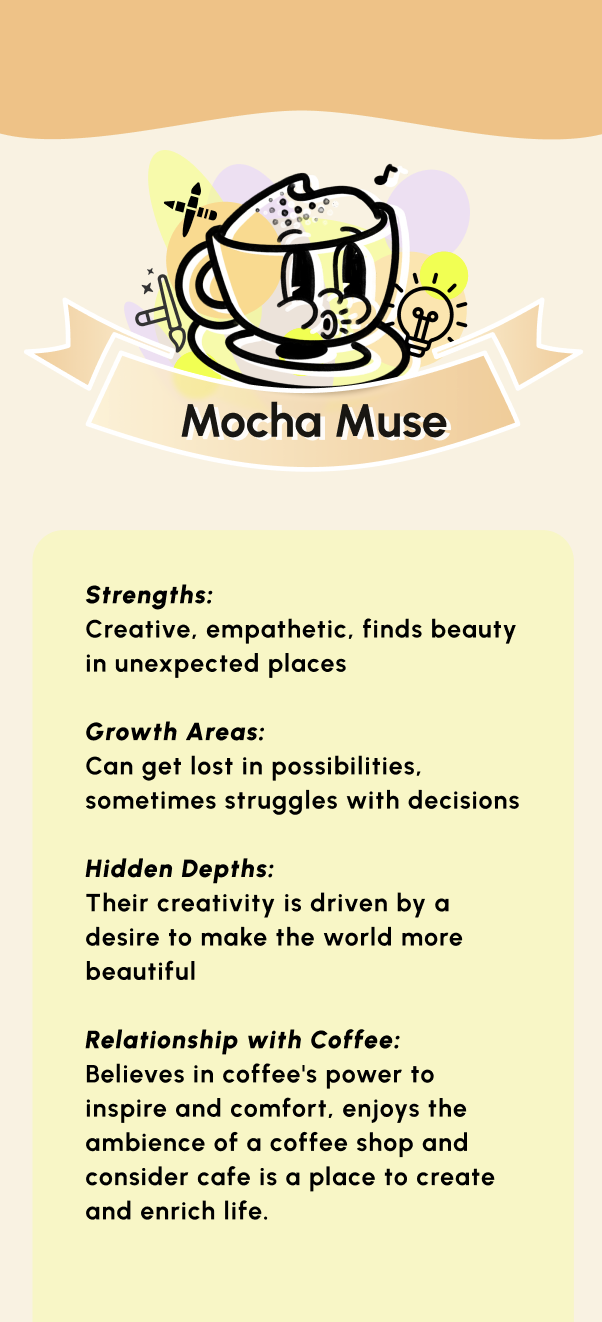 Mocha Muse
Strengths:
Creative, empathetic, finds beauty
in unexpected places
Growth Areas:
Can get lost in possibilities,
sometimes struggles with decisions
Hidden Depths:
Their creativity is driven by a
desire to make the world more
beautiful
Relationship with Coffee:
Believes in coffee's power to
inspire and comfort, enjoys the
ambience of a coffee shop and
consider cafe is a place to create
and enrich life.